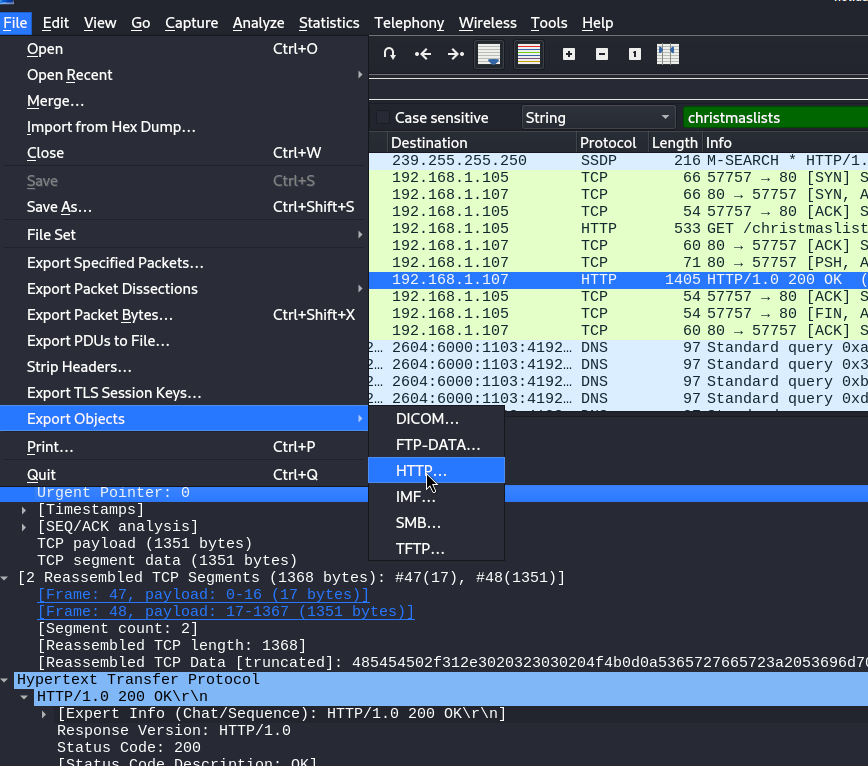 File Edit View Go Capture Analyze Statistics Telephony Wireless Tools Help
Open Ctrl+O
Open Recent
Merge…
Import from Hex Dump…
Close Ctrl+W
Save Ctrl+S
Save As… Ctrl+Shift+S
File Set
Export Specified Packets…
Export Packet Dissections
Export Packet Bytes… Ctrl+Shift+X
Export PDUs to File…
Strip Headers…
Export TLS Session Keys…
Export Objects
Print… Ctrl+P
Quit Ctrl+Q
DICOM…
FTP-DATA…
HTTP…
IMF…
SMB…
TFTP…
Case sensitive String christmaslists
Destination Protocol Length Info
239.255.255.250 SSDP 216 M-SEARCH * HTTP/1.
192.168.1.105 TCP 66 57757 → 80 [SYN] S
192.168.1.107 TCP 66 80 → 57757 [SYN, A
192.168.1.105 TCP 54 57757 → 80 [ACK] S
192.168.1.105 HTTP 533 GET /christmaslist
192.168.1.107 TCP 60 80 → 57757 [ACK] S
192.168.1.107 TCP 71 80 → 57757 [PSH, A
192.168.1.107 HTTP 1405 HTTP/1.0 200 OK (
192.168.1.105 TCP 54 57757 → 80 [ACK] S
192.168.1.105 TCP 54 57757 → 80 [FIN, A
192.168.1.107 TCP 60 80 → 57757 [ACK] S
2… 2604:6000:1103:4192… DNS 97 Standard query 0xa
2… 2604:6000:1103:4192… DNS 97 Standard query 0x3
2… 2604:6000:1103:4192… DNS 97 Standard query 0xb
2… 2604:6000:1103:4192… DNS 97 Standard query 0xd
Urgent Pointer: 0
[Timestamps]
[SEQ/ACK analysis]
TCP payload (1351 bytes)
TCP segment data (1351 bytes)
[2 Reassembled TCP Segments (1368 bytes): #47(17), #48(1351)]
[Frame: 47, payload: 0-16 (17 bytes)]
[Frame: 48, payload: 17-1367 (1351 bytes)]
[Segment count: 2]
[Reassembled TCP length: 1368]
[Reassembled TCP Data [truncated]: 485454502f312e3020323030204f4b0d0a5365727665723a2053696d70
Hypertext Transfer Protocol
HTTP/1.0 200 OK\r\n
[Expert Info (Chat/Sequence): HTTP/1.0 200 OK\r\n]
Response Version: HTTP/1.0
Status Code: 200
[Status Code Description: OK]